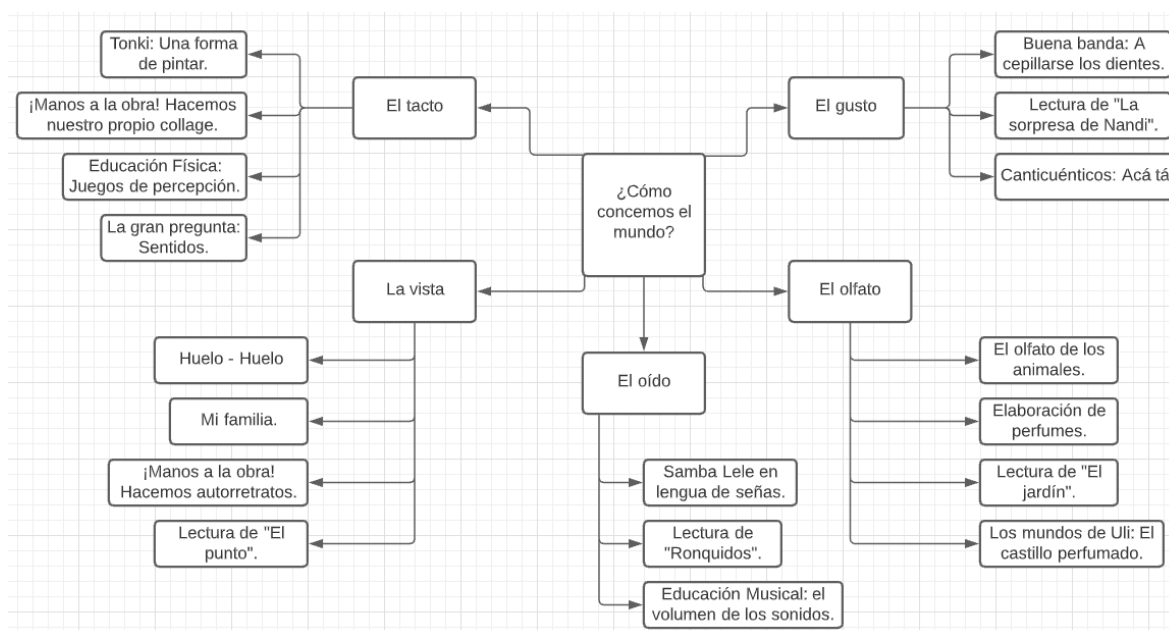 Tonki: Una forma
de pintar.
¡Manos a la obra! Hacemos
nuestro propio collage.
Educación Física:
Juegos de percepción.
La gran pregunta:
Sentidos.
El tacto
El gusto
Buena banda: A
cepillarse los dientes.
Lectura de "La
sorpresa de Nandi".
Canticuénticos: Acá tá
¿Cómo
concemos el
mundo?
La vista
Huelo - Huelo
Mi familia.
¡Manos a la obra!
Hacemos autorretratos.
Lectura de "El
punto".
El oído
Samba Lele en
lengua de señas.
Lectura de
"Ronquidos".
Educación Musical: el
volumen de los sonidos.
El olfato
El olfato de los
animales.
Elaboración de
perfumes.
Lectura de "El
jardín".
Los mundos de Uli: El
castillo perfumado.